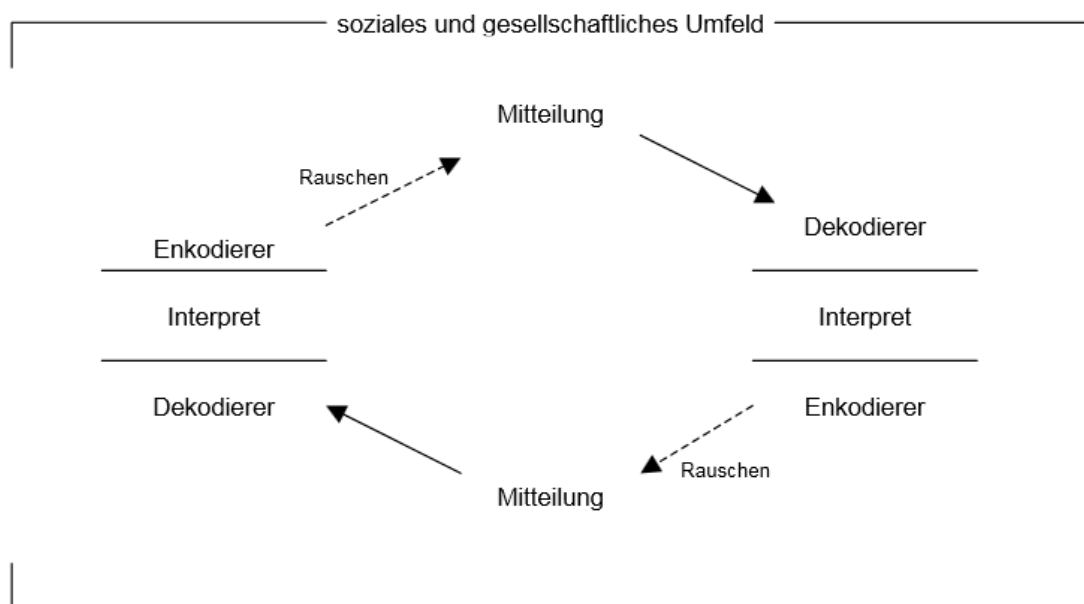 soziales und gesellschaftliches Umfeld
Mitteilung
Rauschen
Enkodierer
Interpret
Dekodierer
Dekodierer
Interpret
Enkodierer
Rauschen
Mitteilung